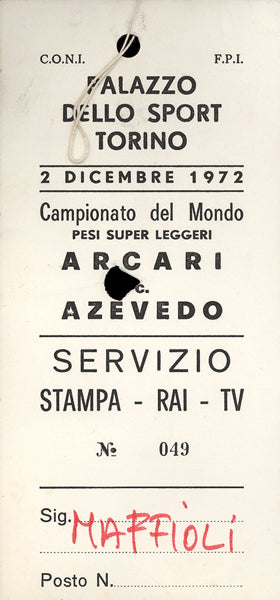 C.O.N.I. F.P.I.
PALAZZO
DELLO SPORT
TORINO
2 DICEMBRE 1972
Campionato del Mondo
PESI SUPER LEGGERI
ARCARI
c.
AZEVEDO
SERVIZIO
STAMPA - RAI - TV
№ 049
Sig. MAFFIOLI
Posto N.